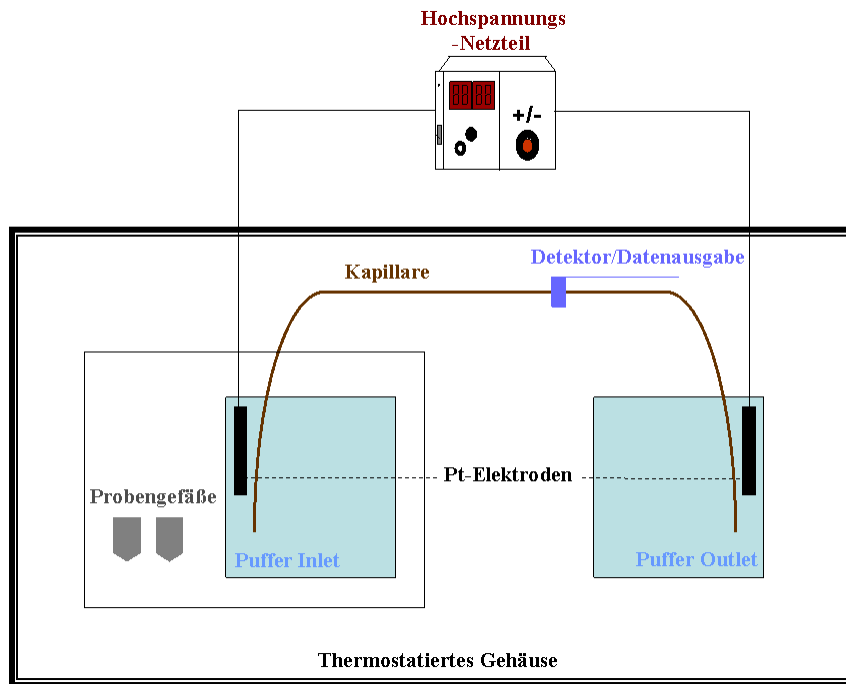 Hochspannungs
-Netzteil
+/-
Detektor/Datenausgabe
Kapillare
Pt-Elektroden
Probengefäße
Puffer Inlet
Puffer Outlet
Thermostatiertes Gehäuse